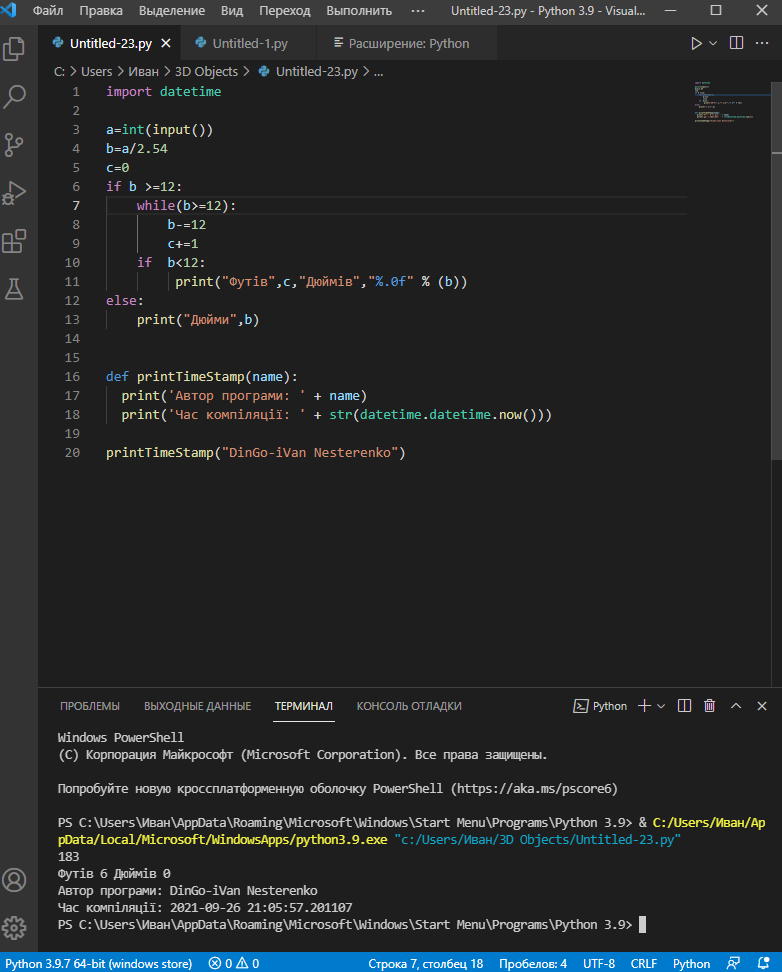 Файл Правка Выделение Вид Переход Выполнить ··· Untitled-23.py - Python 3.9 - Visual...
Untitled-23.py Untitled-1.py Расширение: Python
C: > Users > Иван > 3D Objects > Untitled-23.py > ...
1 import datetime
2
3 a=int(input())
4 b=a/2.54
5 c=0
6 if b >=12:
7 while(b>=12):
8 b-=12
9 c+=1
10 if b<12:
11 print("Футів",c,"Дюймів","%.0f" % (b))
12 else:
13 print("Дюйми",b)
14
15
16 def printTimeStamp(name):
17 print('Автор програми: ' + name)
18 print('Час компіляції: ' + str(datetime.datetime.now()))
19
20 printTimeStamp("DinGo-iVan Nesterenko")
ПРОБЛЕМЫ ВЫХОДНЫЕ ДАННЫЕ ТЕРМИНАЛ КОНСОЛЬ ОТЛАДКИ Python
Windows PowerShell
(C) Корпорация Майкрософт (Microsoft Corporation). Все права защищены.
Попробуйте новую кроссплатформенную оболочку PowerShell (https://aka.ms/pscore6)
PS C:\Users\Иван\AppData\Roaming\Microsoft\Windows\Start Menu\Programs\Python 3.9> & C:/Users/Иван/Ap
pData/Local/Microsoft/WindowsApps/python3.9.exe "c:/Users/Иван/3D Objects/Untitled-23.py"
183
Футів 6 Дюймів 0
Автор програми: DinGo-iVan Nesterenko
Час компіляції: 2021-09-26 21:05:57.201107
PS C:\Users\Иван\AppData\Roaming\Microsoft\Windows\Start Menu\Programs\Python 3.9>
Python 3.9.7 64-bit (windows store) 0 0 Строка 7, столбец 18 Пробелов: 4 UTF-8 CRLF Python